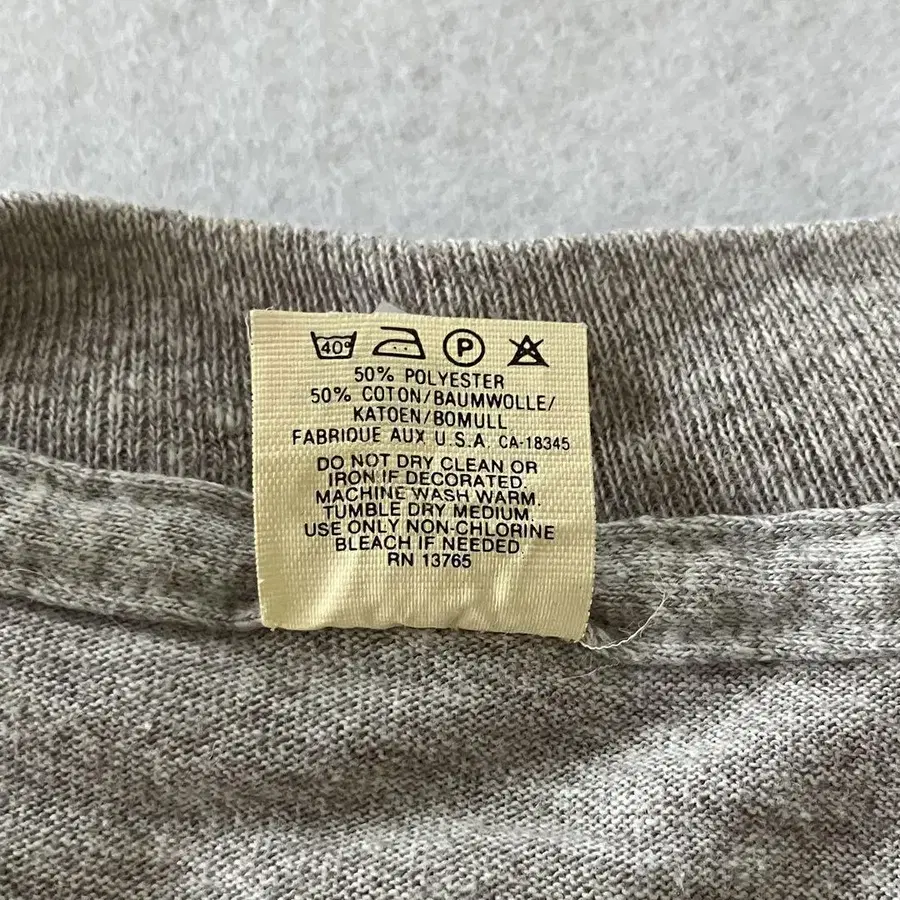 40° P
50% POLYESTER
50% COTON/BAUMWOLLE/
KATOEN/BOMULL
FABRIQUE AUX U.S.A. CA-18345
DO NOT DRY CLEAN OR
IRON IF DECORATED.
MACHINE WASH WARM.
TUMBLE DRY MEDIUM.
USE ONLY NON-CHLORINE
BLEACH IF NEEDED.
RN 13765